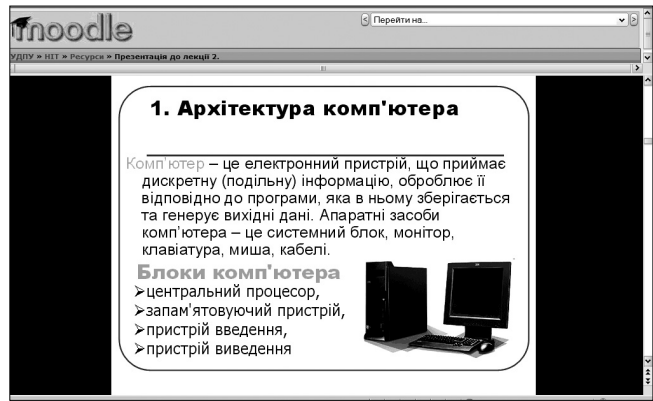 moodle
Перейти на...
УДПУ » НІТ » Ресурси » Презентація до лекції 2.
1. Архітектура комп'ютера
Комп'ютер – це електронний пристрій, що приймає
дискретну (подільну) інформацію, оброблює її
відповідно до програми, яка в ньому зберігається
та генерує вихідні дані. Апаратні засоби
комп’ютера – це системний блок, монітор,
клавіатура, миша, кабелі.
Блоки комп'ютера
➢центральний процесор,
➢запам'ятовуючий пристрій,
➢пристрій введення,
➢пристрій виведення